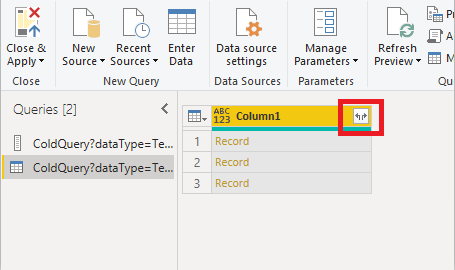 Close &
Apply
New
Source
Recent
Sources
Enter
Data
Data source
settings
Manage
Parameters
Refresh
Preview
Close
New Query
Data Sources
Parameters
Queries [2]
ColdQuery?dataType=Te...
ColdQuery?dataType=Te...
ABC
123
Column1
1
Record
2
Record
3
Record